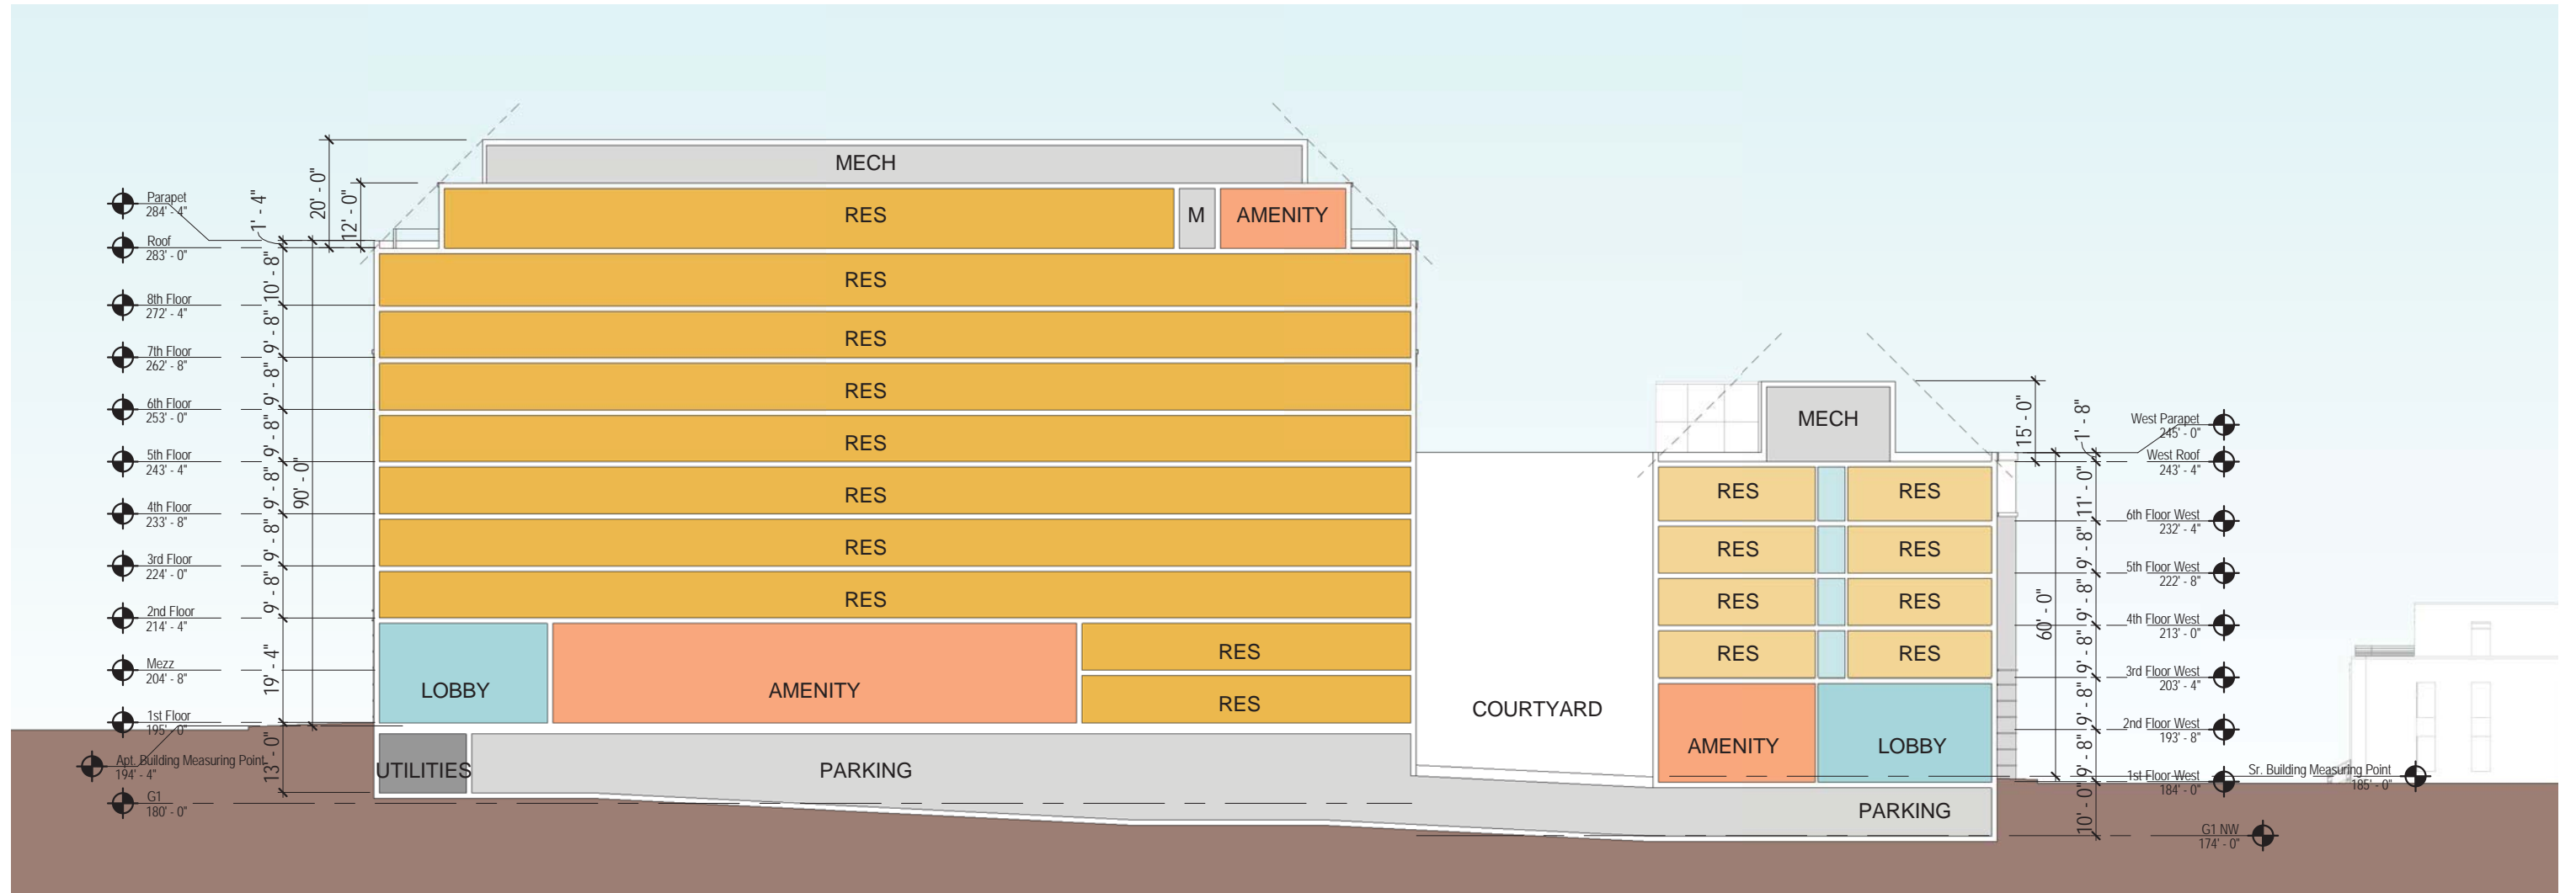 MECH
RES
M
AMENITY
RES
RES
RES
RES
RES
RES
RES
LOBBY
AMENITY
RES
RES
UTILITIES
PARKING
COURTYARD
MECH
RES
RES
RES
RES
RES
RES
RES
RES
AMENITY
LOBBY
PARKING
Parapet
284' - 4"
Roof
283' - 0"
8th Floor
272' - 4"
7th Floor
262' - 8"
6th Floor
253' - 0"
5th Floor
243' - 4"
4th Floor
233' - 8"
3rd Floor
224' - 0"
2nd Floor
214' - 4"
Mezz
204' - 8"
1st Floor
195' - 0"
Apt. Building Measuring Point
194' - 4"
G1
180' - 0"
1' - 4"
20' - 0"
12' - 0"
10' - 8"
9' - 8"
9' - 8"
9' - 8"
9' - 8"
9' - 8"
9' - 8"
19' - 4"
13' - 0"
90' - 0"
West Parapet
245' - 0"
West Roof
243' - 4"
6th Floor West
232' - 4"
5th Floor West
222' - 8"
4th Floor West
213' - 0"
3rd Floor West
203' - 4"
2nd Floor West
193' - 8"
1st Floor West
184' - 0"
Sr. Building Measuring Point
185' - 0"
G1 NW
174' - 0"
15' - 0"
1' - 8"
11' - 0"
9' - 8"
9' - 8"
9' - 8"
9' - 8"
9' - 8"
10' - 0"
60' - 0"